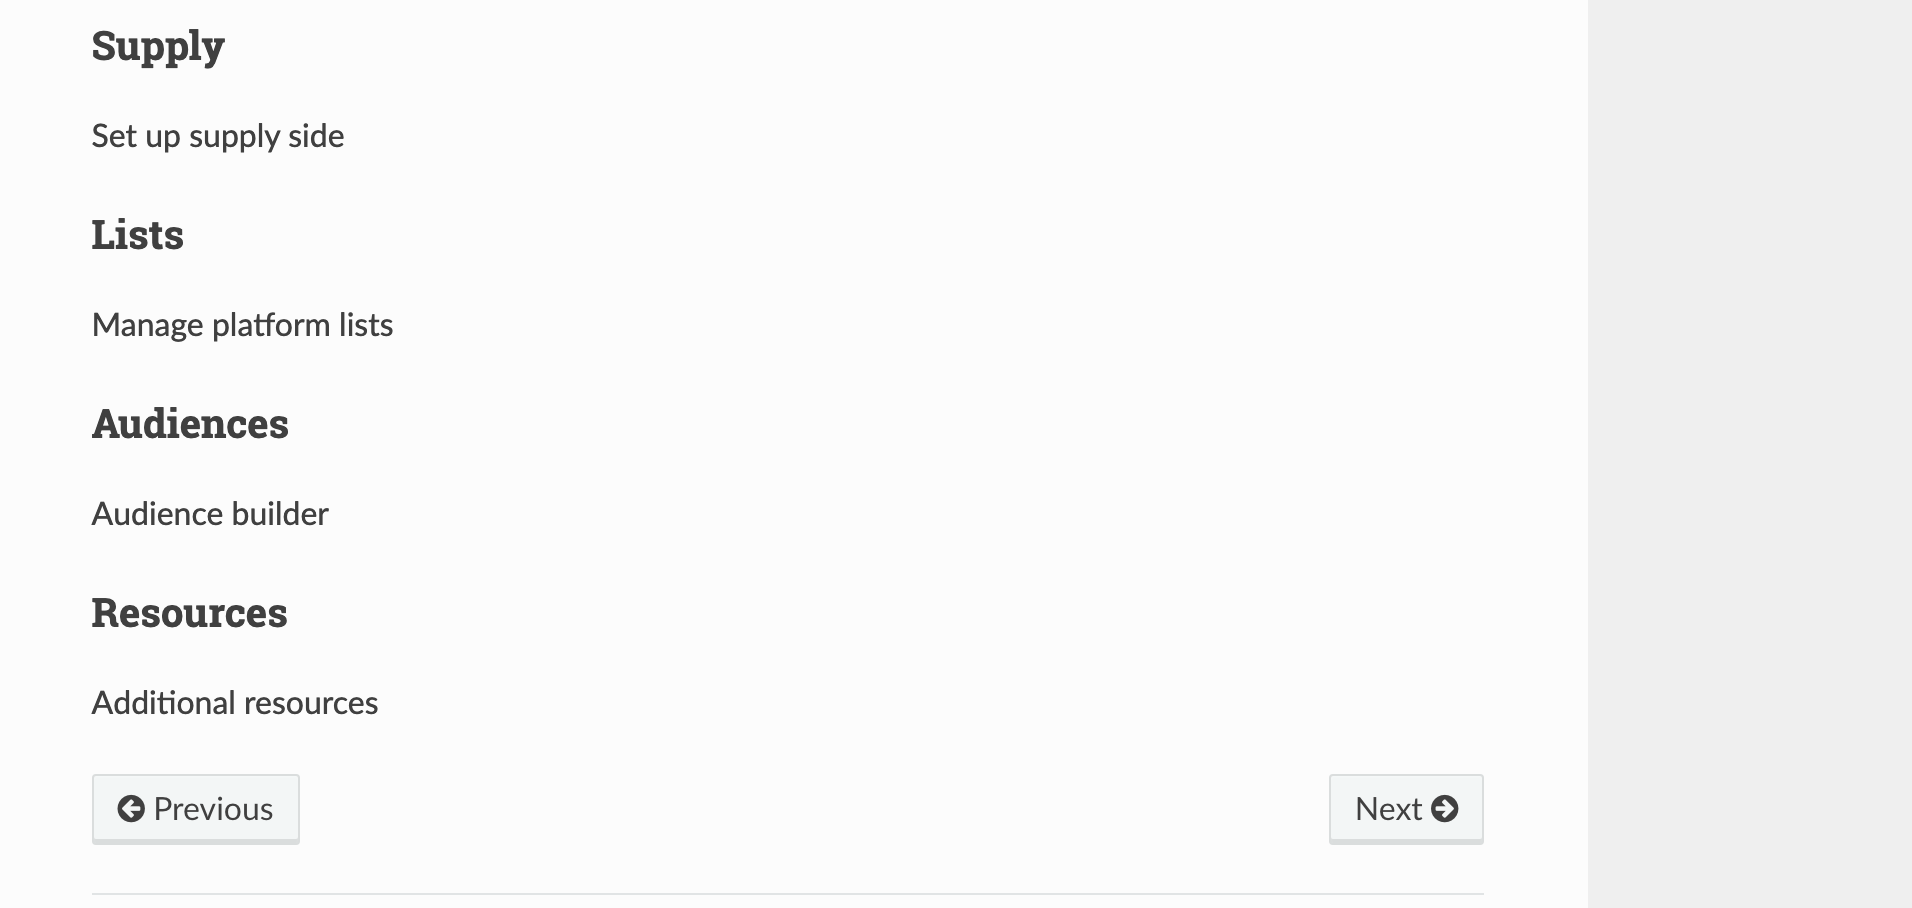 Supply
Set up supply side
Lists
Manage platform lists
Audiences
Audience builder
Resources
Additional resources
Previous
Next